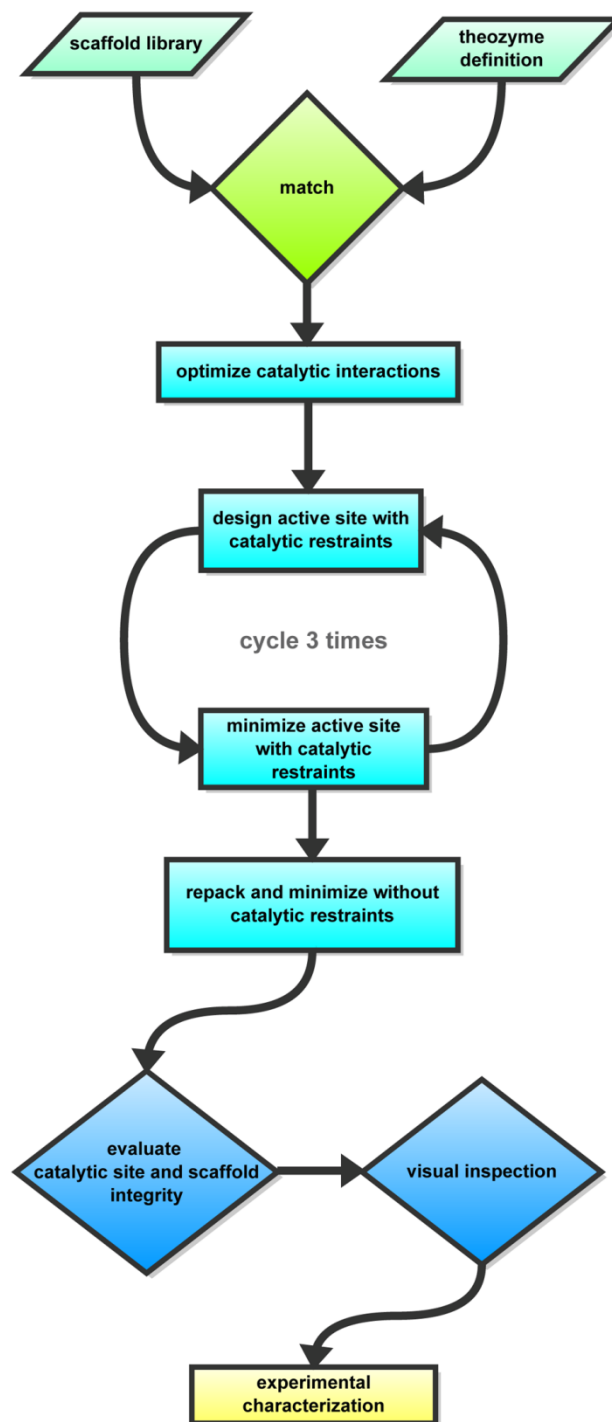 scaffold library
theozyme
definition
match
optimize catalytic interactions
design active site with
catalytic restraints
cycle 3 times
minimize active site
with catalytic
restraints
repack and minimize without
catalytic restraints
evaluate
catalytic site and scaffold
integrity
visual inspection
experimental
characterization